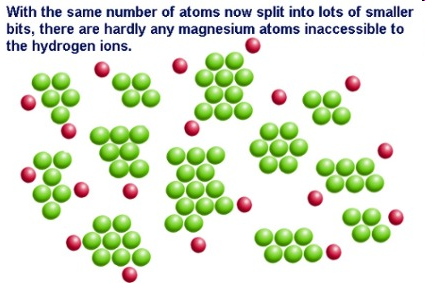 With the same number of atoms now split into lots of smaller
bits, there are hardly any magnesium atoms inaccessible to
the hydrogen ions.